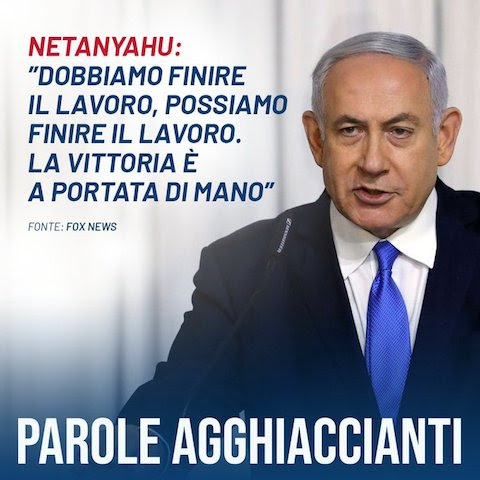 NETANYAHU:
"DOBBIAMO FINIRE
IL LAVORO, POSSIAMO
FINIRE IL LAVORO.
LA VITTORIA È
A PORTATA DI MANO"
FONTE: FOX NEWS
PAROLE AGGHIACCIANTI